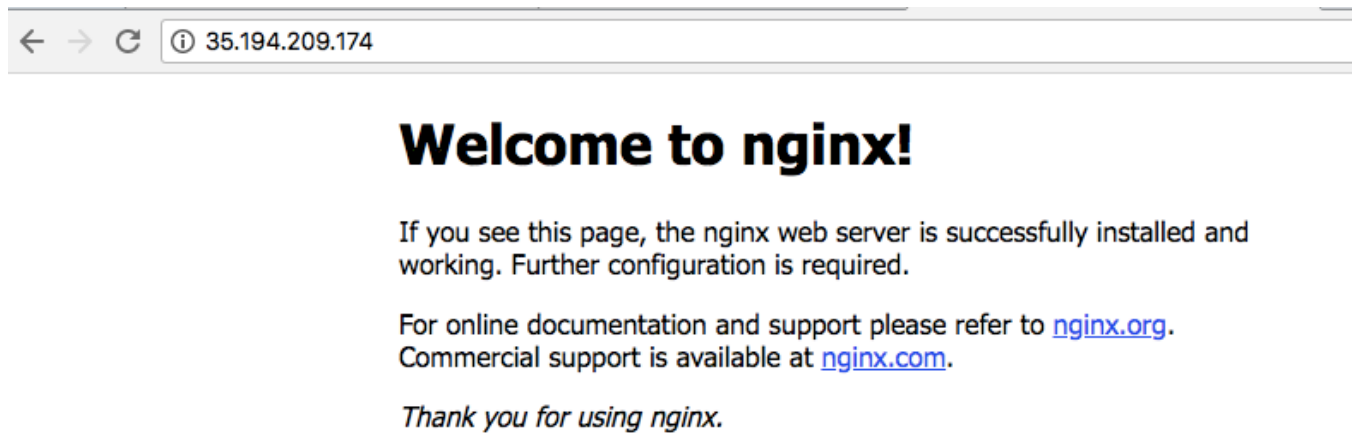 35.194.209.174
Welcome to nginx!
If you see this page, the nginx web server is successfully installed and
working. Further configuration is required.
For online documentation and support please refer to nginx.org.
Commercial support is available at nginx.com.
Thank you for using nginx.